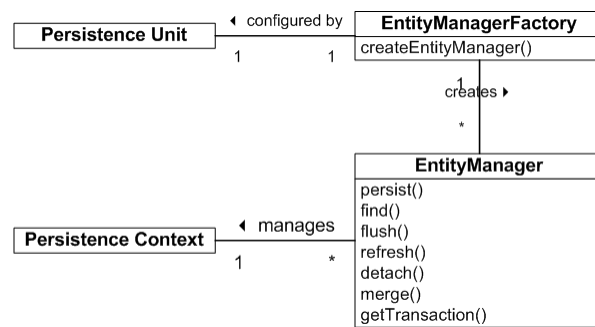 Persistence Unit
◀ configured by
1
1
EntityManagerFactory
createEntityManager()
1
creates ▶
*
EntityManager
persist()
find()
flush()
refresh()
detach()
merge()
getTransaction()
Persistence Context
◀ manages
1
*